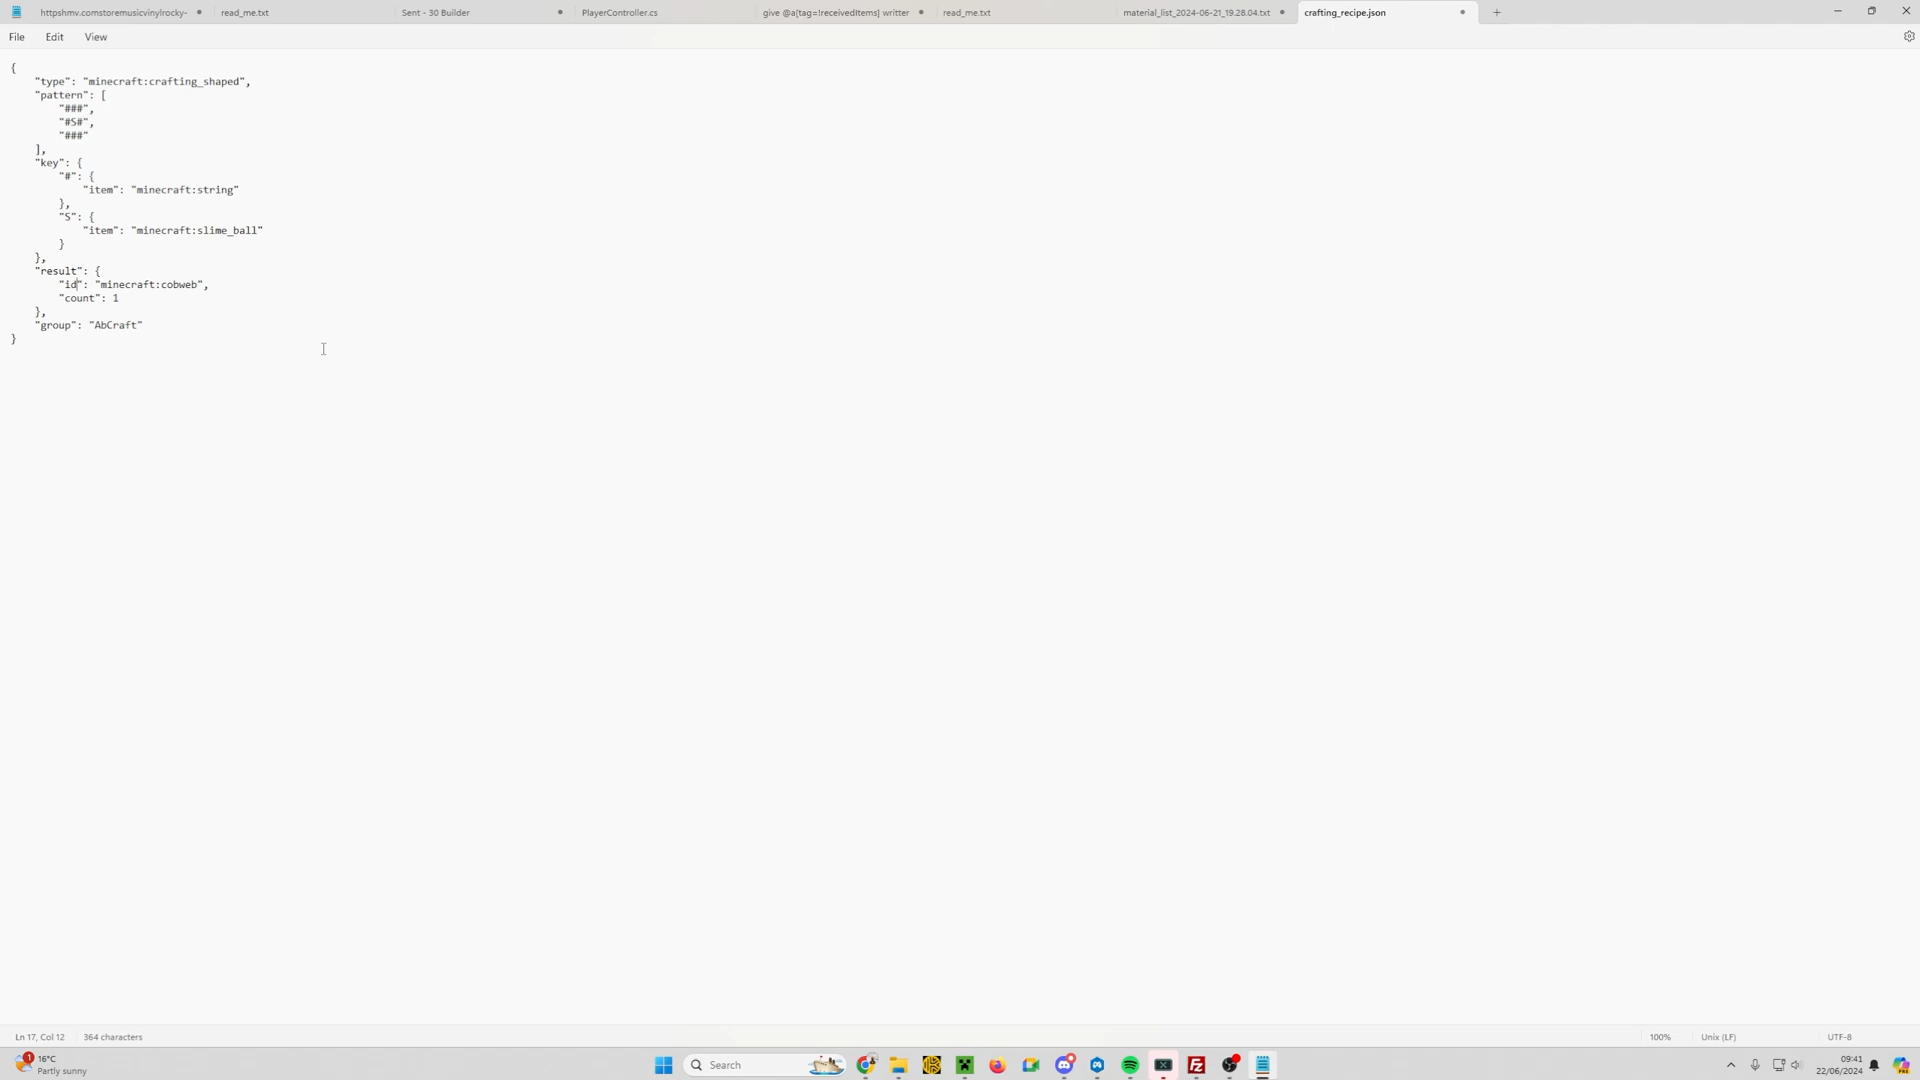 httpshmv.comstoremusicvinylrocky-
read_me.txt
Sent - 30 Builder
PlayerController.cs
give @a[tag=!receivedItems] writter
read_me.txt
material_list_2024-06-21_19.28.04.txt
crafting_recipe.json
File Edit View
{
    "type": "minecraft:crafting_shaped",
    "pattern": [
        "###",
        "#S#",
        "###"
    ],
    "key": {
        "#": {
            "item": "minecraft:string"
        },
        "S": {
            "item": "minecraft:slime_ball"
        }
    },
    "result": {
        "id": "minecraft:cobweb",
        "count": 1
    },
    "group": "AbCraft"
}
Ln 17, Col 12
364 characters
100%
Unix (LF)
UTF-8
1
16°C
Partly sunny
Search
09:41
22/06/2024